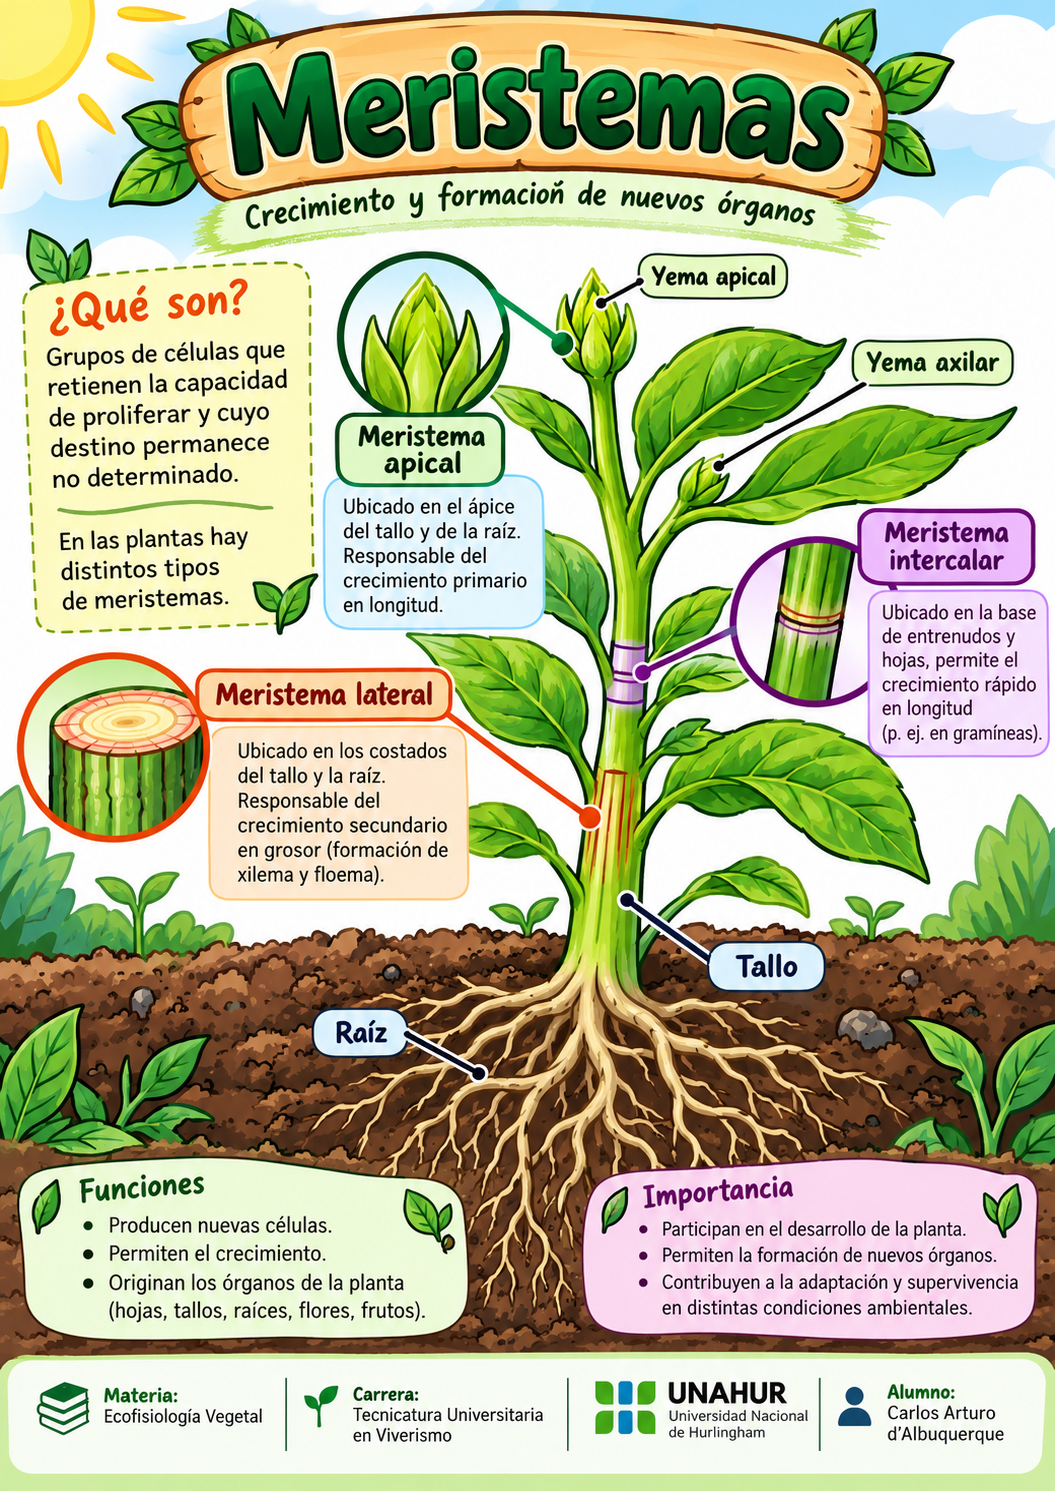 Meristemas
Crecimiento y formacioñ de nuevos órganos
¿Qué son?
Grupos de células que
retienen la capacidad
de proliferar y cuyo
destino permanece
no determinado.
En las plantas hay
distintos tipos
de meristemas.
Meristema
apical
Ubicado en el ápice
del tallo y de la raíz.
Responsable del
crecimiento primario
en longitud.
Yema apical
Yema axilar
Meristema
intercalar
Ubicado en la base
de entrenudos y
hojas, permite el
crecimiento rápido
en longitud
(p. ej. en gramíneas).
Meristema lateral
Ubicado en los costados
del tallo y la raíz.
Responsable del
crecimiento secundario
en grosor (formación de
xilema y floema).
Tallo
Raíz
Funciones
• Producen nuevas células.
• Permiten el crecimiento.
• Originan los órganos de la planta
(hojas, tallos, raíces, flores, frutos).
Importancia
• Participan en el desarrollo de la planta.
• Permiten la formación de nuevos órganos.
• Contribuyen a la adaptación y supervivencia
en distintas condiciones ambientales.
Materia:
Ecofisiología Vegetal
Carrera:
Tecnicatura Universitaria
en Viverismo
UNAHUR
Universidad Nacional
de Hurlingham
Alumno:
Carlos Arturo
d'Albuquerque